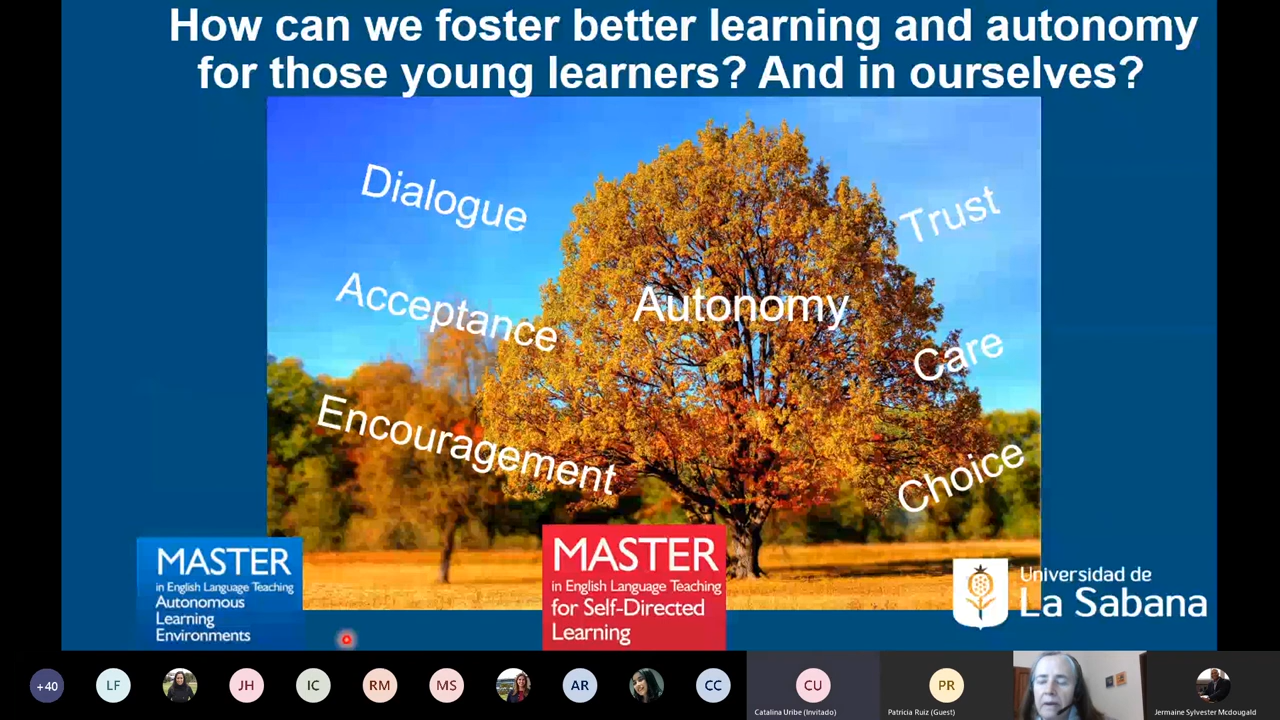 How can we foster better learning and autonomy
for those young learners? And in ourselves?
Dialogue
Trust
Acceptance
Autonomy
Care
Encouragement
Choice
MASTER
in English Language Teaching
Autonomous
Learning
Environments
MASTER
in English Language Teaching
for Self-Directed
Learning
Universidad de
La Sabana
+40
LF
JH
IC
RM
MS
AR
CC
CU
Catalina Uribe (Invitado)
PR
Patricia Ruiz (Guest)
Jermaine Sylvester Mcdougald